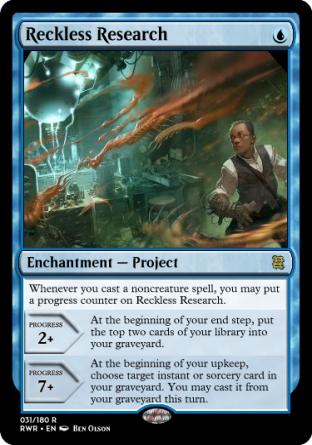 Reckless Research
Enchantment — Project
Whenever you cast a noncreature spell, you may put
a progress counter on Reckless Research.
PROGRESS
2+
At the beginning of your end step, put
the top two cards of your library into
your graveyard.
PROGRESS
7+
At the beginning of your upkeep,
choose target instant or sorcery card in
your graveyard. You may cast it from
your graveyard this turn.
031/180 R
RWR • EN Ben Olson